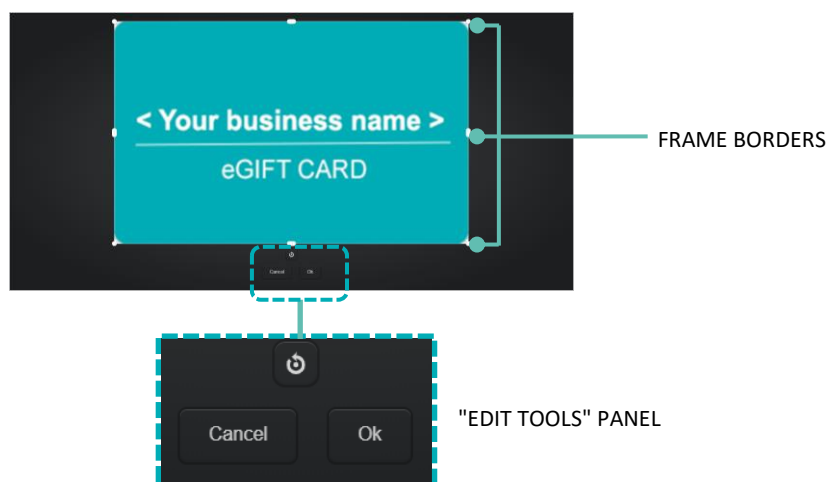 < Your business name >
eGIFT CARD
FRAME BORDERS
Cancel Ok
Cancel Ok
"EDIT TOOLS" PANEL